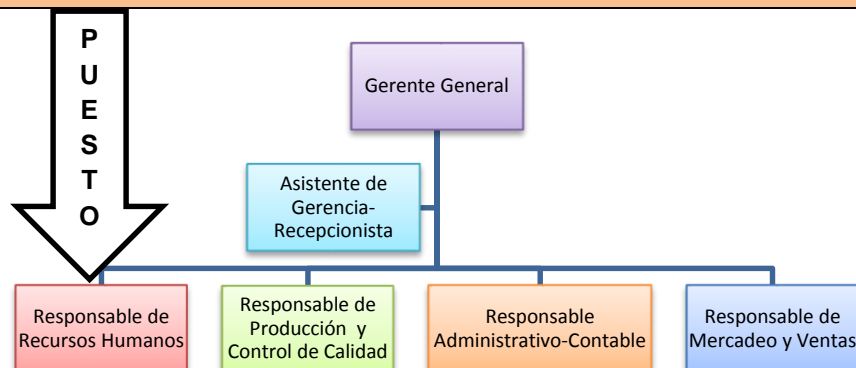 PUESTO
Gerente General
Asistente de
Gerencia-
Recepcionista
Responsable de
Recursos Humanos
Responsable de
Producción y
Control de Calidad
Responsable
Administrativo-Contable
Responsable de
Mercadeo y Ventas